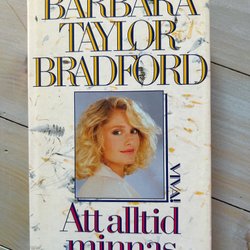 BARBARA
TAYLOR
BRADFORD
VIVA!
Att alltid
minnas